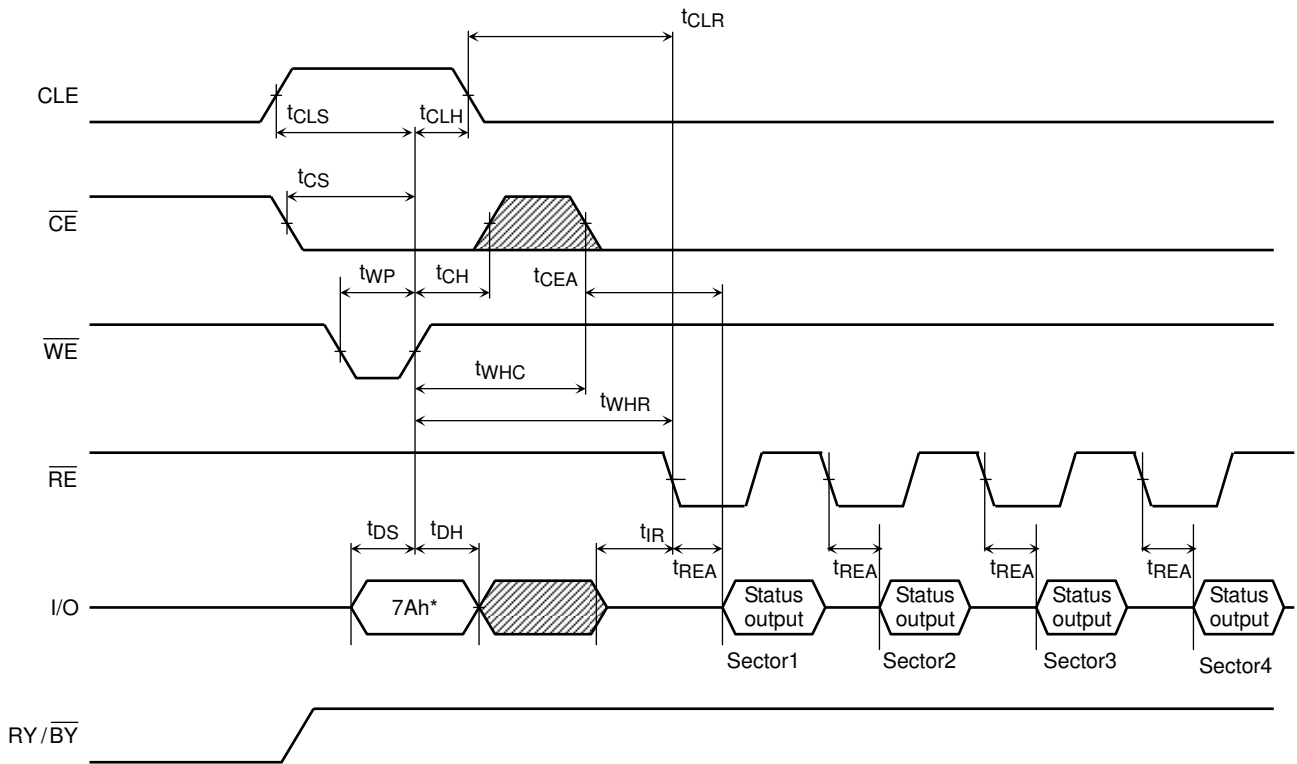 tCLR
CLE
tCLS
tCLH
tCS
CE
tWP
tCH
tCEA
WE
tWHC
tWHR
RE
tDS
tDH
tIR
tREA
tREA
tREA
tREA
I/O
7Ah*
Status output
Status output
Status output
Status output
Sector1
Sector2
Sector3
Sector4
RY/BY